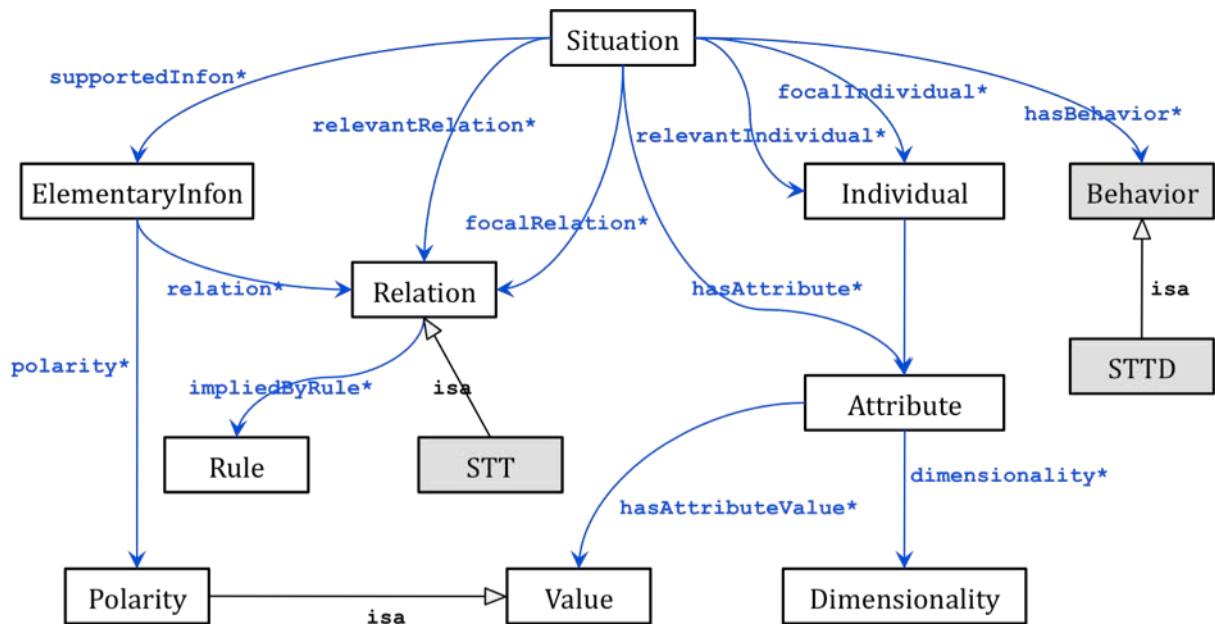 Situation
supportedInfon*
focalIndividual*
hasBehavior*
relevantRelation*
relevantIndividual*
ElementaryInfon
Individual
Behavior
focalRelation*
relation*
Relation
hasAttribute*
isa
polarity*
impliedByRule*
isa
STTD
Attribute
Rule
STT
dimensionality*
hasAttributeValue*
Polarity
isa
Value
Dimensionality